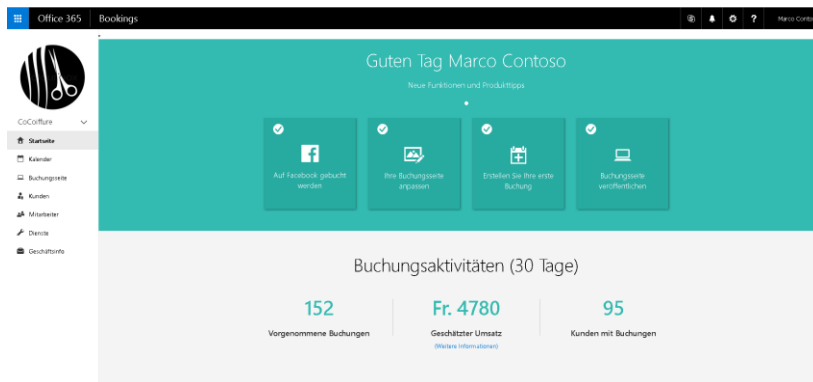 Office 365 Bookings
? Marco Conto
CoCoiffure
Startseite
Kalender
Buchungsseite
Kunden
Mitarbeiter
Dienste
Geschäftsinfo
Guten Tag Marco Contoso
Neue Funktionen und Produkttipps
Auf Facebook gebucht
werden
Ihre Buchungsseite
anpassen
Erstellen Sie Ihre erste
Buchung
Buchungsseite
veröffentlichen
Buchungsaktivitäten (30 Tage)
152
Vorgenommene Buchungen
Fr. 4780
Geschätzter Umsatz
(Weitere Informationen)
95
Kunden mit Buchungen